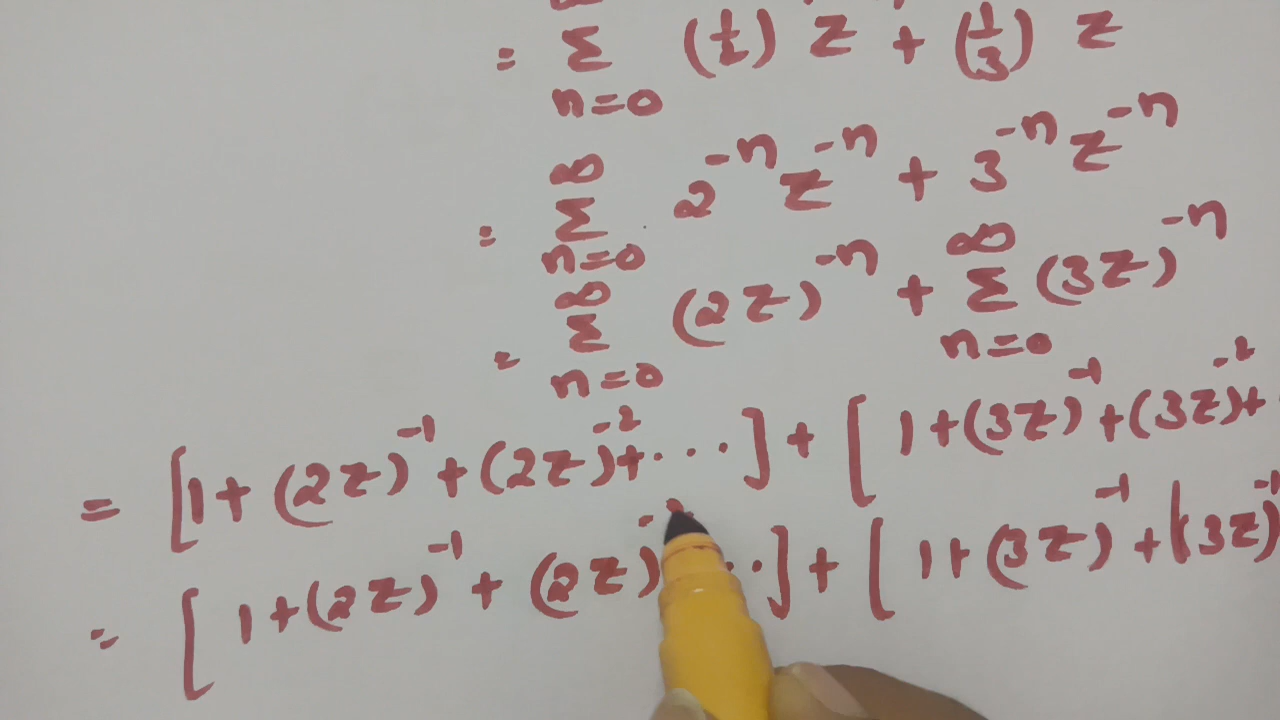 = ∞ Σ n=0 (1/2) z + (1/3) z
= ∞ Σ n=0 2^-n z^-n + 3^-n z^-n
= ∞ Σ n=0 (2z)^-n + ∞ Σ n=0 (3z)^-n
= [1+(2z)^-1+(2z)^-2+...] + [1+(3z)^-1+(3z)^-2+
= [1+(2z)^-1+(2z)^- ..] + [1+(3z)^-1+(3z)^-1